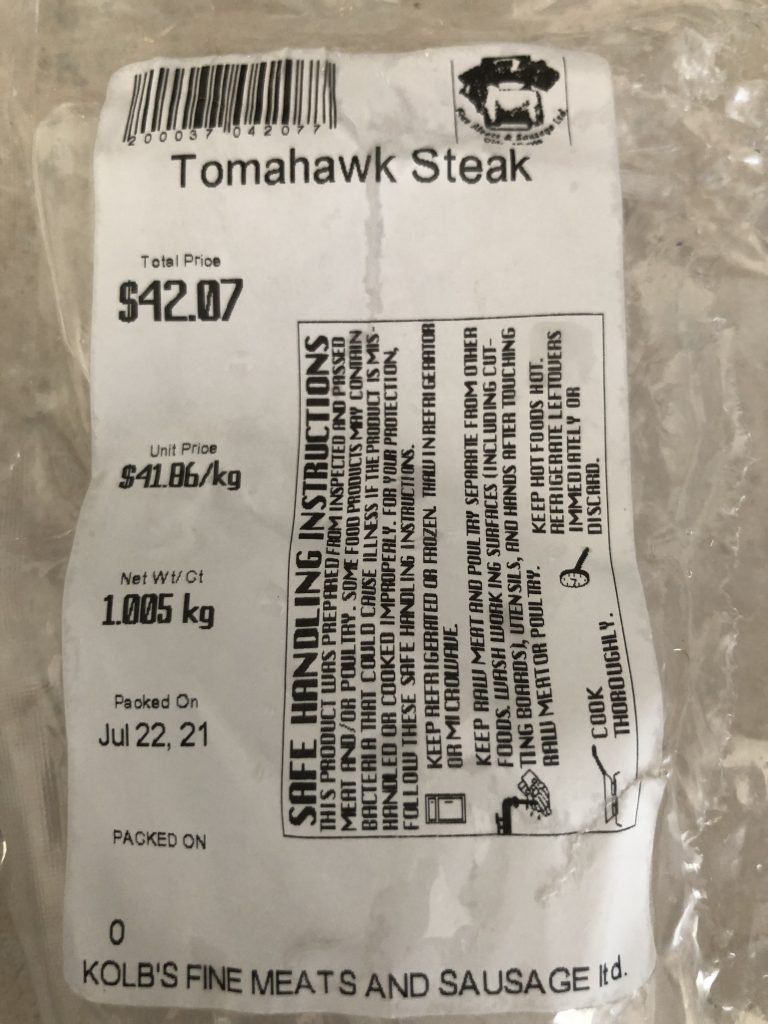 2 00037 042077
Fine Meats & Sausage Ltd.
Tomahawk Steak
Total Price
$42.07
Unit Price
$41.86/kg
Net Wt/Ct
1.005 kg
Packed On
Jul 22, 21
PACKED ON
0
SAFE HANDLING INSTRUCTIONS
THIS PRODUCT WAS PREPARED FROM INSPECTED AND PASSED
MEAT AND/OR POULTRY. SOME FOOD PRODUCTS MAY CONTAIN
BACTERIA THAT COULD CAUSE ILLNESS IF THE PRODUCT IS MIS-
HANDLED OR COOKED IMPROPERLY. FOR YOUR PROTECTION,
FOLLOW THESE SAFE HANDLING INSTRUCTIONS.
KEEP REFRIGERATED OR FROZEN. THAW IN REFRIGERATOR
OR MICROWAVE.
KEEP RAW MEAT AND POULTRY SEPARATE FROM OTHER
FOODS. WASH WORKING SURFACES (INCLUDING CUT-
TING BOARDS), UTENSILS, AND HANDS AFTER TOUCHING
RAW MEAT OR POULTRY.
COOK
THOROUGHLY.
KEEP HOT FOODS HOT.
REFRIGERATE LEFTOVERS
IMMEDIATELY OR
DISCARD.
KOLB'S FINE MEATS AND SAUSAGE ltd.